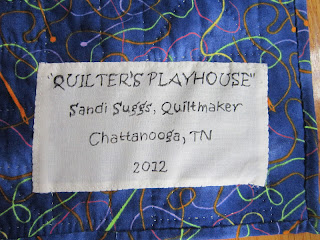 "QUILTER'S PLAYHOUSE"
Sandi Suggs, Quiltmaker
Chattanooga, TN
2012